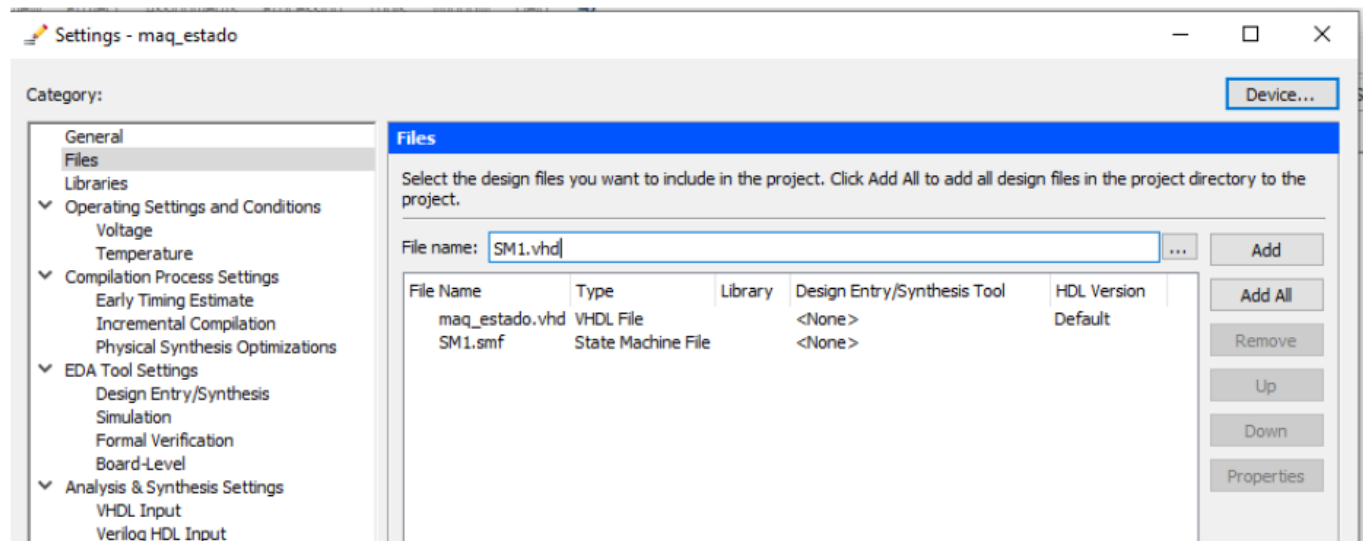 Settings - maq_estado
Category:
Device...
General
Files
Libraries
Operating Settings and Conditions
Voltage
Temperature
Compilation Process Settings
Early Timing Estimate
Incremental Compilation
Physical Synthesis Optimizations
EDA Tool Settings
Design Entry/Synthesis
Simulation
Formal Verification
Board-Level
Analysis & Synthesis Settings
VHDL Input
Verilog HDL Input
Files
Select the design files you want to include in the project. Click Add All to add all design files in the project directory to the
project.
File name: SM1.vhd ... Add
File Name Type Library Design Entry/Synthesis Tool HDL Version
maq_estado.vhd VHDL File <None> Default
SM1.smf State Machine File <None>
Add All
Remove
Up
Down
Properties